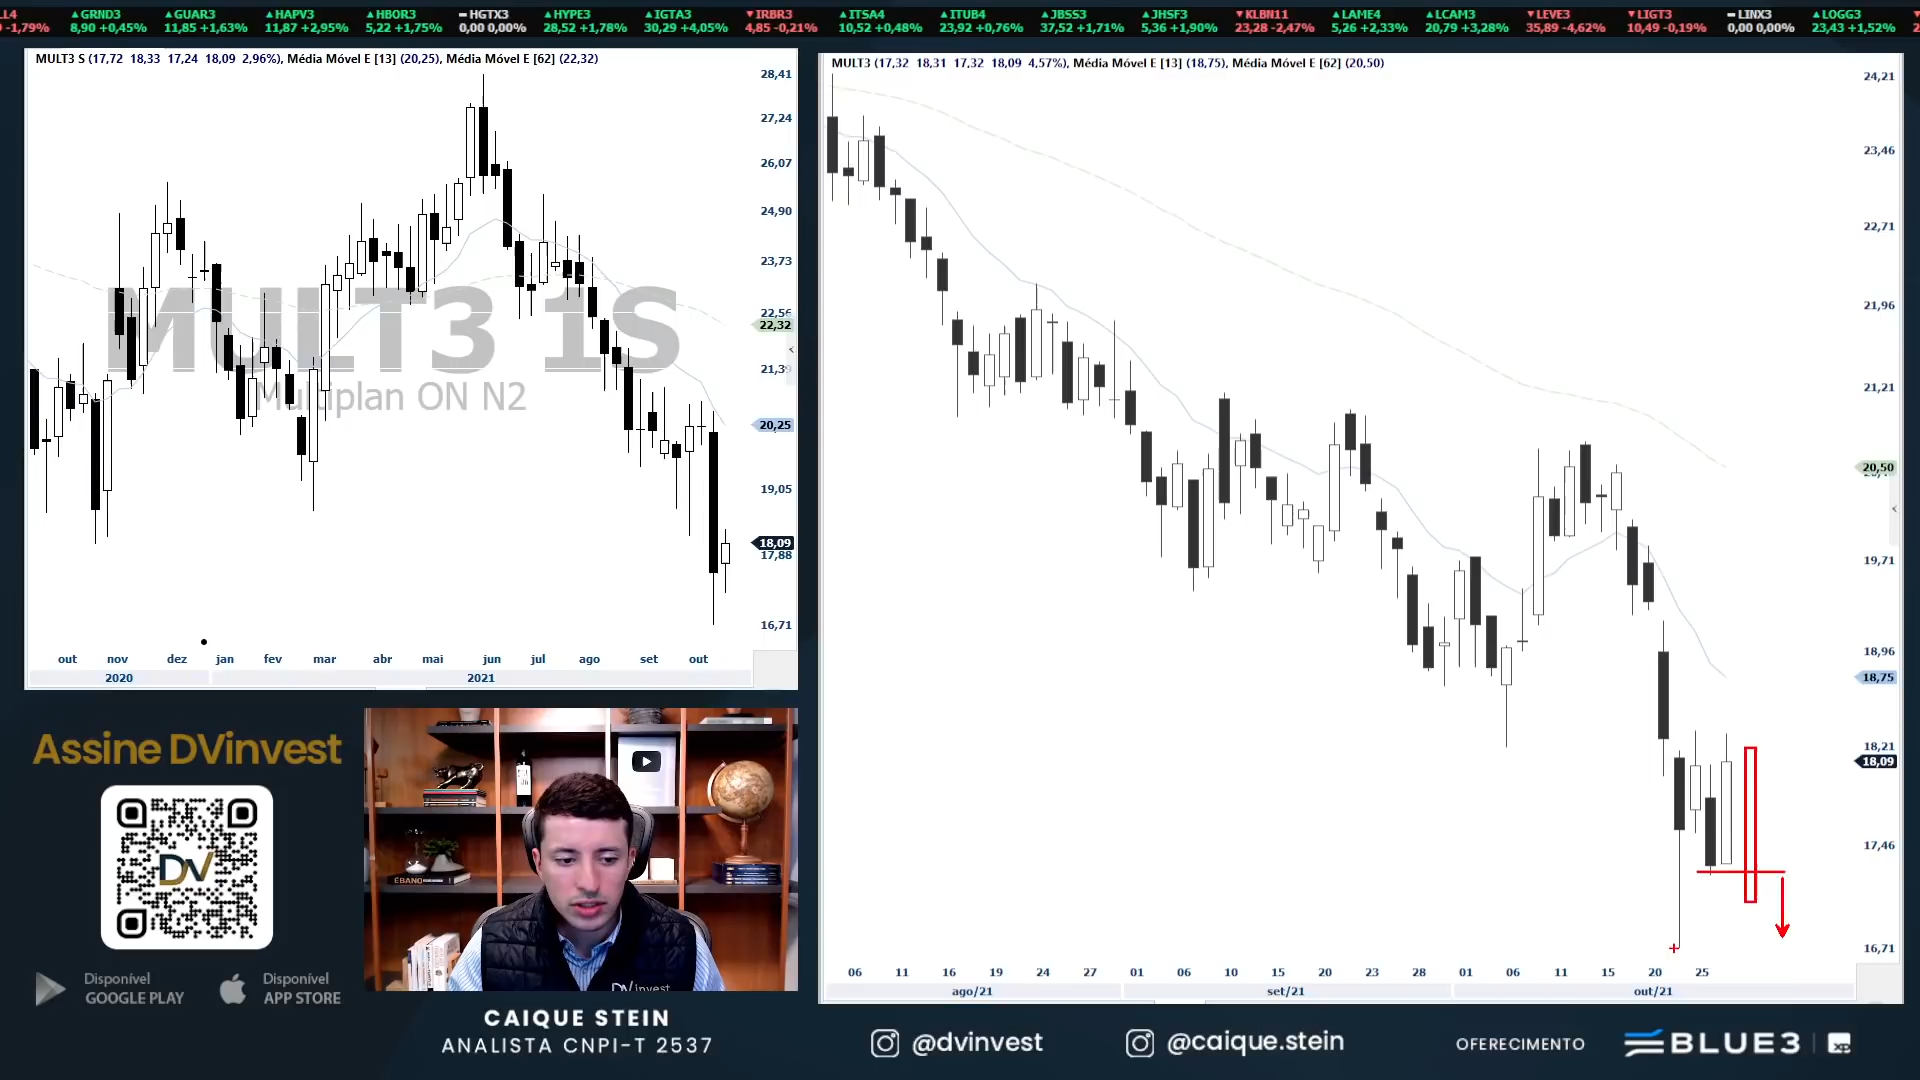 LL4 ▲GRND3 ▲GUAR3 ▲HAPV3 ▲HBOR3 ━HGTX3 ▲HYPE3 ▲IGTA3 ▼IRBR3 ▲ITSA4 ▲ITUB4 ▲JBSS3 ▲JHSF3 ▼KLBN11 ▲LAME4 ▲LCAM3 ▼LEVE3 ▼LIGT3 ━LINX3 ▲LOGG3
-1,79% 8,90 +0,45% 11,85 +1,63% 11,87 +2,95% 5,22 +1,75% 0,00 0,00% 28,52 +1,78% 30,29 +4,05% 4,85 -0,21% 10,52 +0,48% 23,92 +0,76% 37,52 +1,71% 5,36 +1,90% 23,28 -2,47% 5,26 +2,33% 20,79 +3,28% 35,89 -4,62% 10,49 -0,19% 0,00 0,00% 23,43 +1,52%
MULT3 S (17,72 18,33 17,24 18,09 2,96%), Média Móvel E [13] (20,25), Média Móvel E [62] (22,32)
28,41
27,24
26,07
24,90
23,73
22,56
22,32
21,39
20,25
19,05
18,09
17,88
16,71
MULT3 1S
Multiplan ON N2
out nov dez jan fev mar abr mai jun jul ago set out
2020 2021
MULT3 (17,32 18,31 17,32 18,09 4,57%), Média Móvel E [13] (18,75), Média Móvel E [62] (20,50)
24,21
23,46
22,71
21,96
21,21
20,50
19,71
18,96
18,75
18,21
18,09
17,46
16,71
06 11 16 19 24 27 01 06 10 15 20 23 28 01 06 11 15 20 25
ago/21 set/21 out/21
Assine DVinvest
DV
Disponível
GOOGLE PLAY
Disponível
APP STORE
ÉBANO
DVinvest
CAIQUE STEIN
ANALISTA CNPI-T 2537
@dvinvest
@caique.stein
OFERECIMENTO
BLUE3
xp